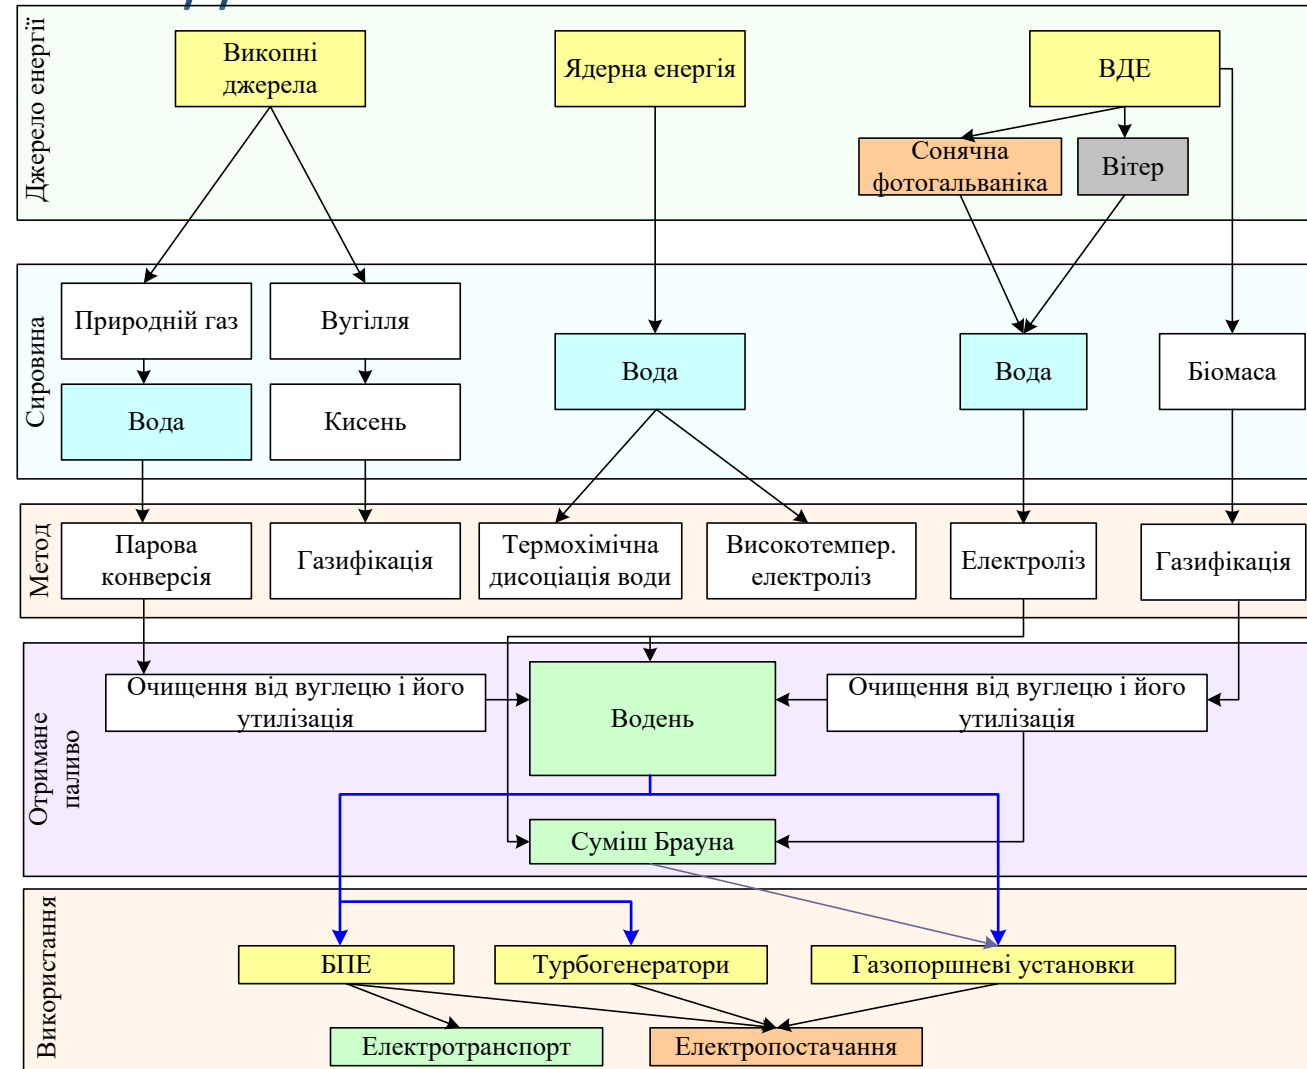 Джерело енергії
Викопні
джерела
Ядерна енергія
ВДЕ
Сонячна
фотогальваніка
Вітер
Сировина
Природній газ
Вугілля
Вода
Вода
Біомаса
Вода
Кисень
Метод
Парова
конверсія
Газифікація
Термохімічна
дисоціація води
Високотемпер.
електроліз
Електроліз
Газифікація
Отримане
паливо
Очищення від вуглецю і його
утилізація
Водень
Очищення від вуглецю і його
утилізація
Суміш Брауна
Використання
БПЕ
Турбогенератори
Газопоршневі установки
Електротранспорт
Електропостачання